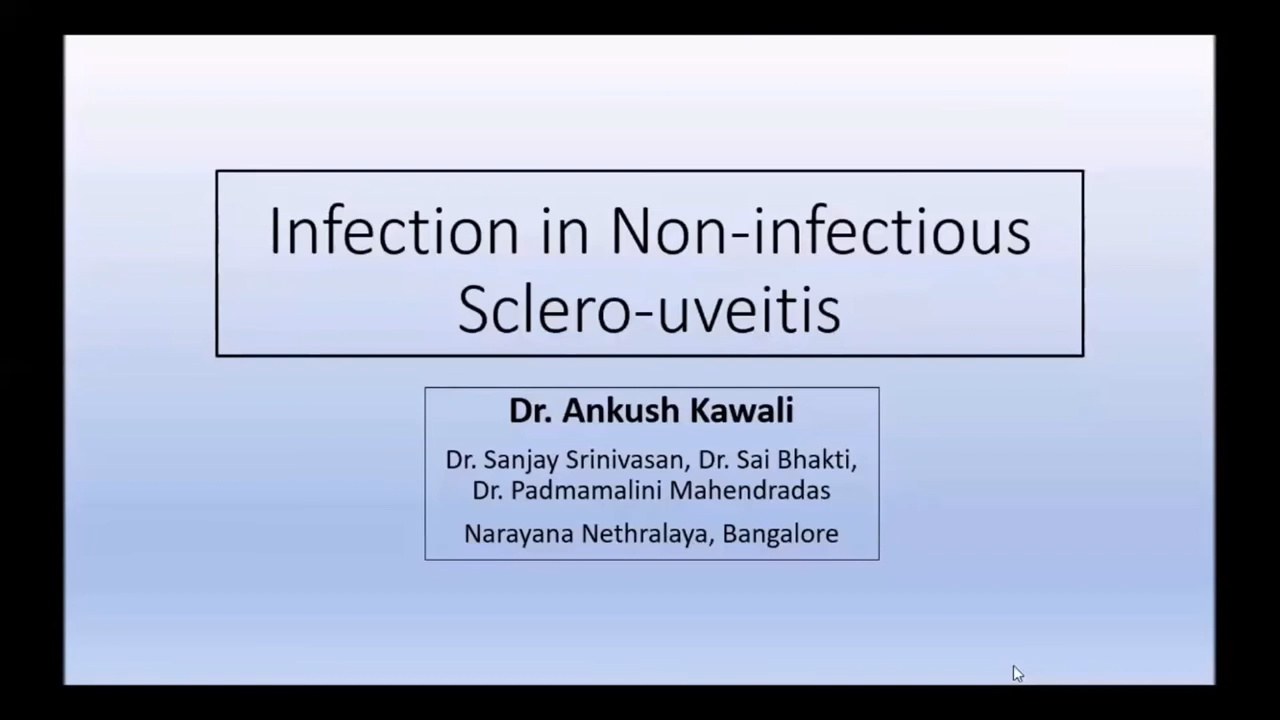 Infection in Non-infectious
Sclero-uveitis
Dr. Ankush Kawali
Dr. Sanjay Srinivasan, Dr. Sai Bhakti,
Dr. Padmamalini Mahendradas
Narayana Nethralaya, Bangalore